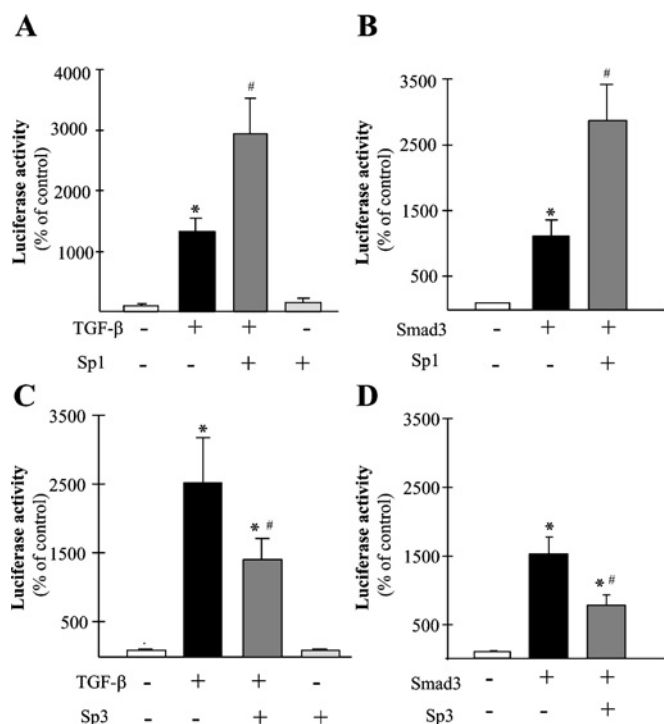 A
Luciferase activity
(% of control)
4000
3000
2000
1000
#
*
TGF-β - + + -
Sp1 - - + +
B
Luciferase activity
(% of control)
3500
2500
1500
500
#
*
Smad3 - + +
Sp1 - - +
C
Luciferase activity
(% of control)
3500
2500
1500
500
*
* #
TGF-β - + + -
Sp3 - - + +
D
Luciferase activity
(% of control)
3500
2500
1500
500
*
* #
Smad3 - + +
Sp3 - - +